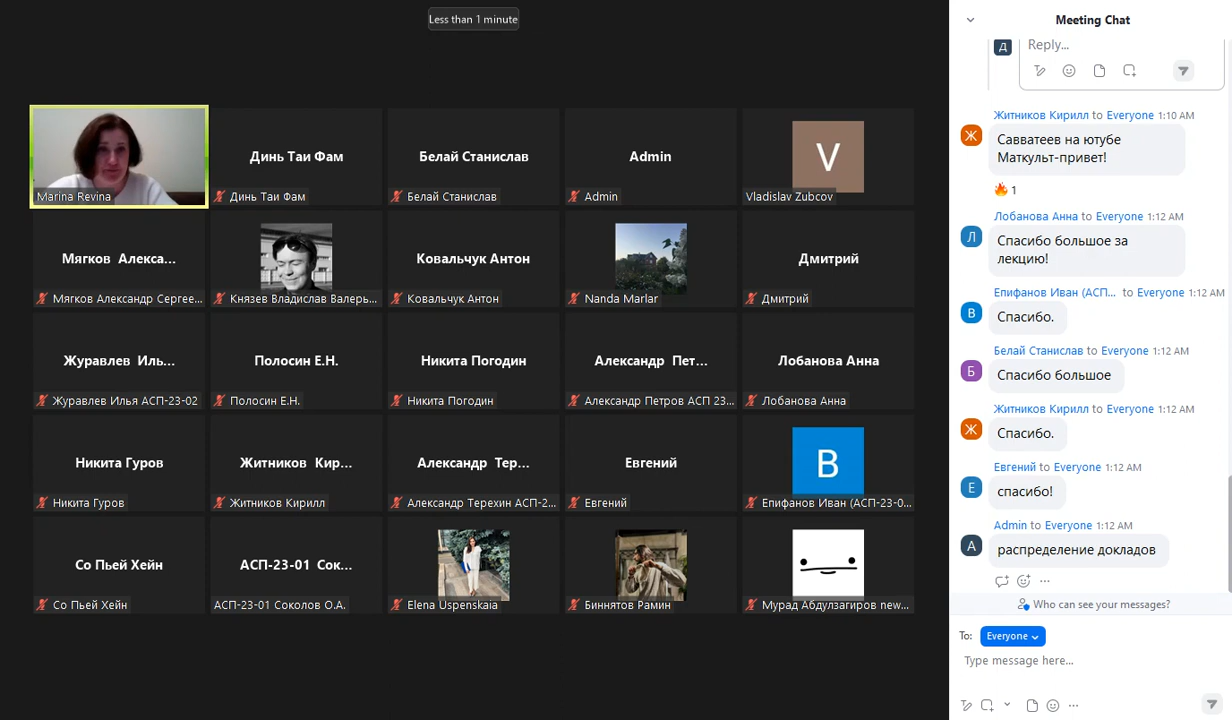 Less than 1 minute
Marina Revina
Динь Таи Фам
Динь Таи Фам
Белай Станислав
Белай Станислав
Admin
Admin
V
Vladislav Zubcov
Мягков Алекса...
Мягков Александр Сергее...
Князев Владислав Валерь...
Ковальчук Антон
Ковальчук Антон
Nanda Marlar
Дмитрий
Дмитрий
Журавлев Иль...
Журавлев Илья АСП-23-02
Полосин Е.Н.
Полосин Е.Н.
Никита Погодин
Никита Погодин
Александр Пет...
Александр Петров АСП 23...
Лобанова Анна
Лобанова Анна
Никита Гуров
Никита Гуров
Житников Кир...
Житников Кирилл
Александр Тер...
Александр Терехин АСП-2...
Евгений
Евгений
В
Епифанов Иван (АСП-23-0...
Со Пьей Хейн
Со Пьей Хейн
АСП-23-01 Сок...
АСП-23-01 Соколов О.А.
Elena Uspenskaia
Биннятов Рамин
Мурад Абдулзагиров new...
Meeting Chat
Д
Reply...
Житников Кирилл to Everyone 1:10 AM
Ж
Савватеев на ютубе
Маткульт-привет!
1
Лобанова Анна to Everyone 1:12 AM
Л
Спасибо большое за
лекцию!
Епифанов Иван (АСП... to Everyone 1:12 AM
В
Спасибо.
Белай Станислав to Everyone 1:12 AM
Б
Спасибо большое
Житников Кирилл to Everyone 1:12 AM
Ж
Спасибо.
Евгений to Everyone 1:12 AM
Е
спасибо!
Admin to Everyone 1:12 AM
A
распределение докладов
Who can see your messages?
To: Everyone
Type message here...